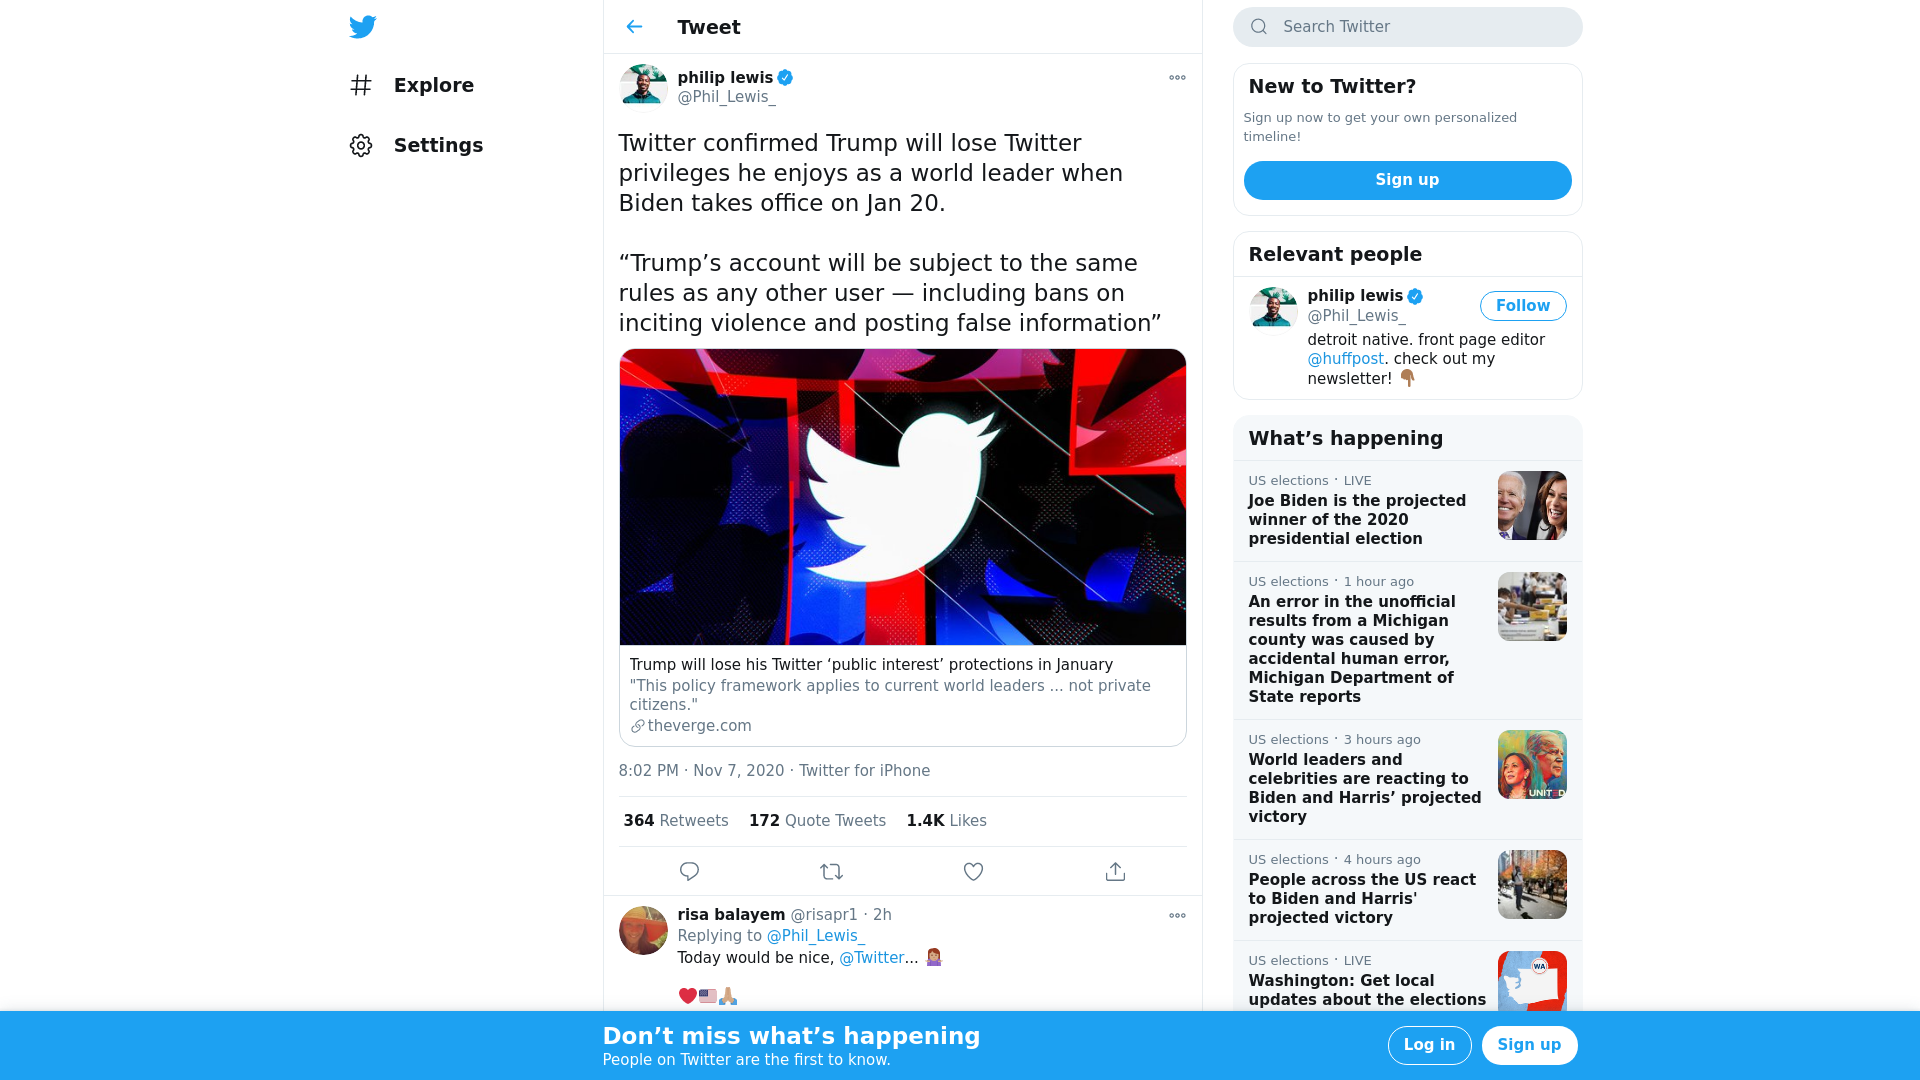 Explore
Settings
Tweet
philip lewis
@Phil_Lewis_
Twitter confirmed Trump will lose Twitter
privileges he enjoys as a world leader when
Biden takes office on Jan 20.
“Trump’s account will be subject to the same
rules as any other user — including bans on
inciting violence and posting false information”
Trump will lose his Twitter ‘public interest’ protections in January
"This policy framework applies to current world leaders ... not private
citizens."
theverge.com
8:02 PM · Nov 7, 2020 · Twitter for iPhone
364 Retweets 172 Quote Tweets 1.4K Likes
risa balayem @risapr1 · 2h
Replying to @Phil_Lewis_
Today would be nice, @Twitter... 🤷🏽‍♀️
❤️🇺🇸🙏🏼
Search Twitter
New to Twitter?
Sign up now to get your own personalized
timeline!
Sign up
Relevant people
philip lewis
@Phil_Lewis_
Follow
detroit native. front page editor
@huffpost. check out my
newsletter! 👇🏾
What’s happening
US elections · LIVE
Joe Biden is the projected
winner of the 2020
presidential election
US elections · 1 hour ago
An error in the unofficial
results from a Michigan
county was caused by
accidental human error,
Michigan Department of
State reports
US elections · 3 hours ago
World leaders and
celebrities are reacting to
Biden and Harris’ projected
victory
UNITED
US elections · 4 hours ago
People across the US react
to Biden and Harris'
projected victory
US elections · LIVE
Washington: Get local
updates about the elections
WA
Don’t miss what’s happening
People on Twitter are the first to know.
Log in
Sign up